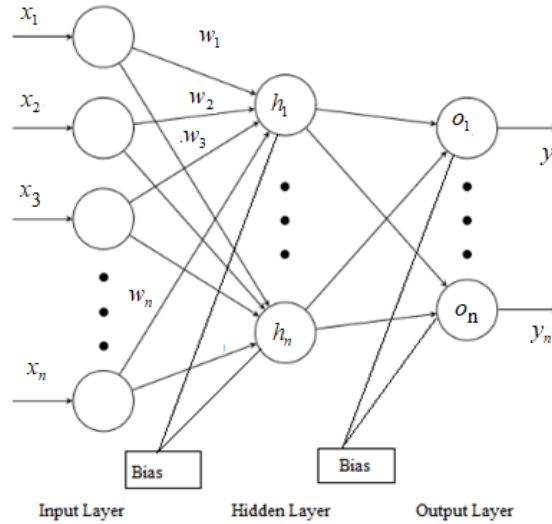 x1
w1
x2
w2
h1
o1
w3
y
x3
wn
on
xn
hn
yn
Bias
Bias
Input Layer
Hidden Layer
Output Layer